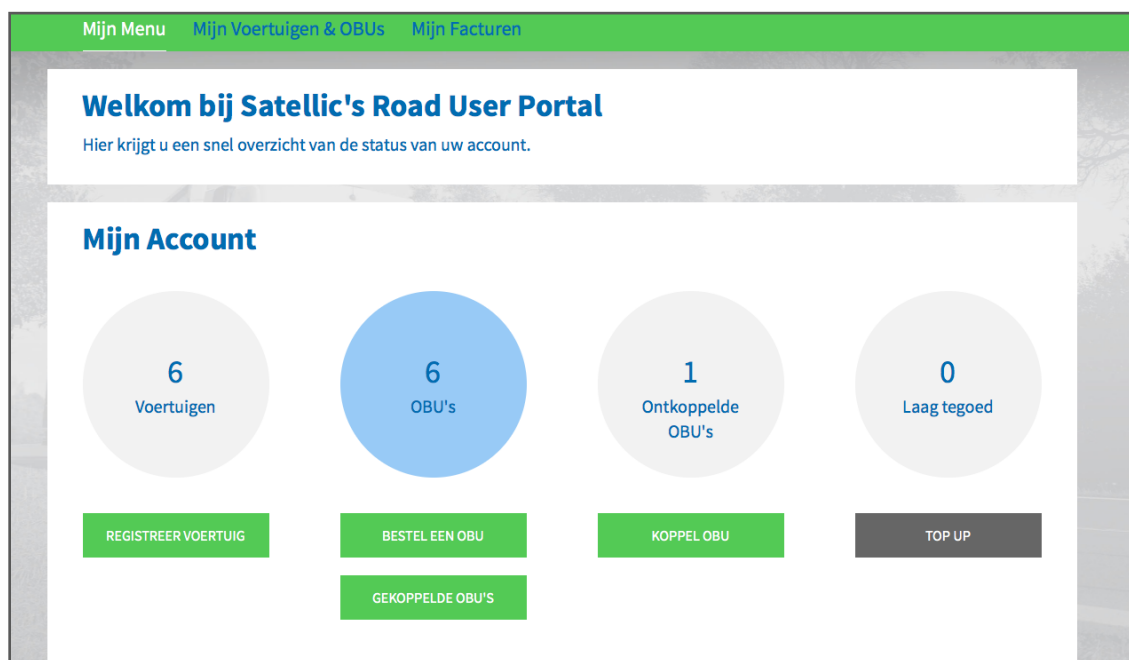 Mijn Menu Mijn Voertuigen & OBUs Mijn Facturen
Welkom bij Satellic's Road User Portal
Hier krijgt u een snel overzicht van de status van uw account.
Mijn Account
6
Voertuigen
6
OBU's
1
Ontkoppelde
OBU's
0
Laag tegoed
REGISTREER VOERTUIG
BESTEL EEN OBU
KOPPEL OBU
TOP UP
GEKOPPELDE OBU'S